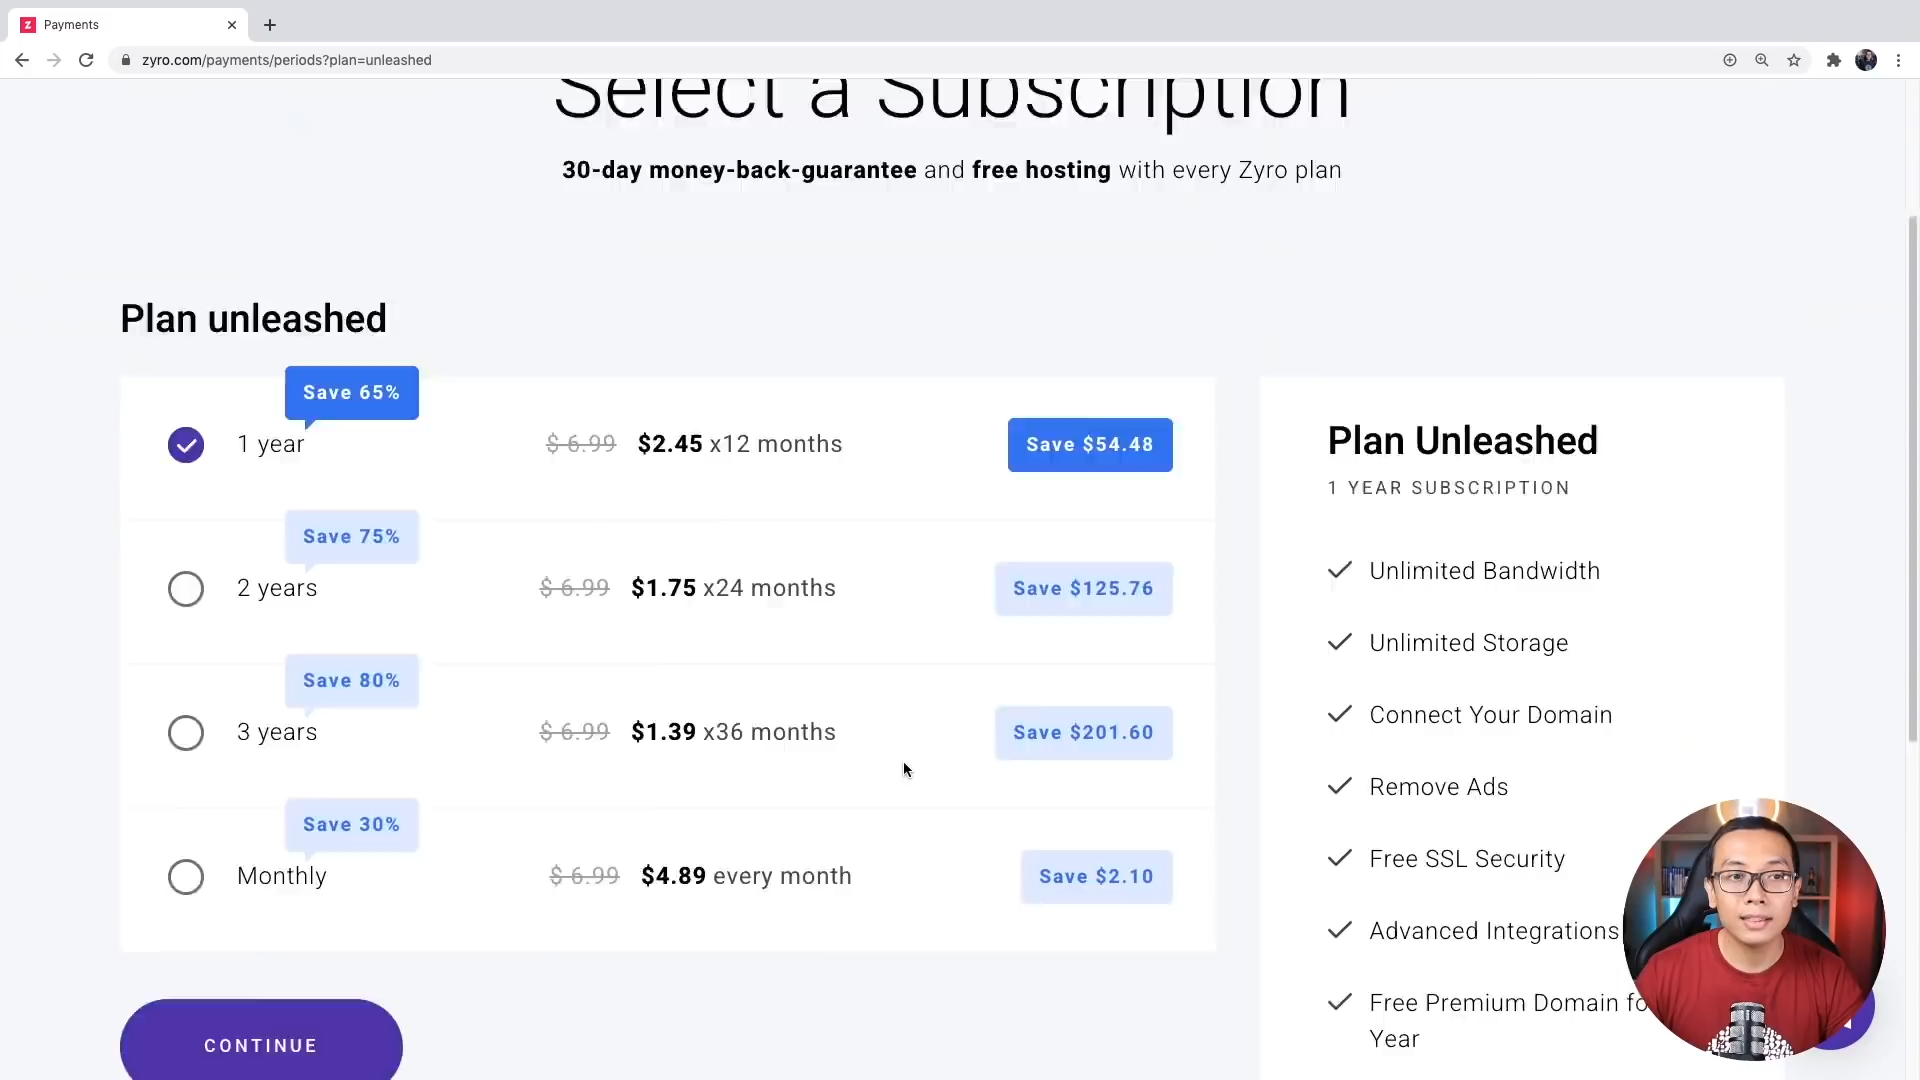 Payments
zyro.com/payments/periods?plan=unleashed
Select a Subscription
30-day money-back-guarantee and free hosting with every Zyro plan
Plan unleashed
Save 65%
1 year $ 6.99 $2.45 x12 months Save $54.48
Save 75%
2 years $ 6.99 $1.75 x24 months Save $125.76
Save 80%
3 years $ 6.99 $1.39 x36 months Save $201.60
Save 30%
Monthly $ 6.99 $4.89 every month Save $2.10
CONTINUE
Plan Unleashed
1 YEAR SUBSCRIPTION
Unlimited Bandwidth
Unlimited Storage
Connect Your Domain
Remove Ads
Free SSL Security
Advanced Integrations
Free Premium Domain
Year